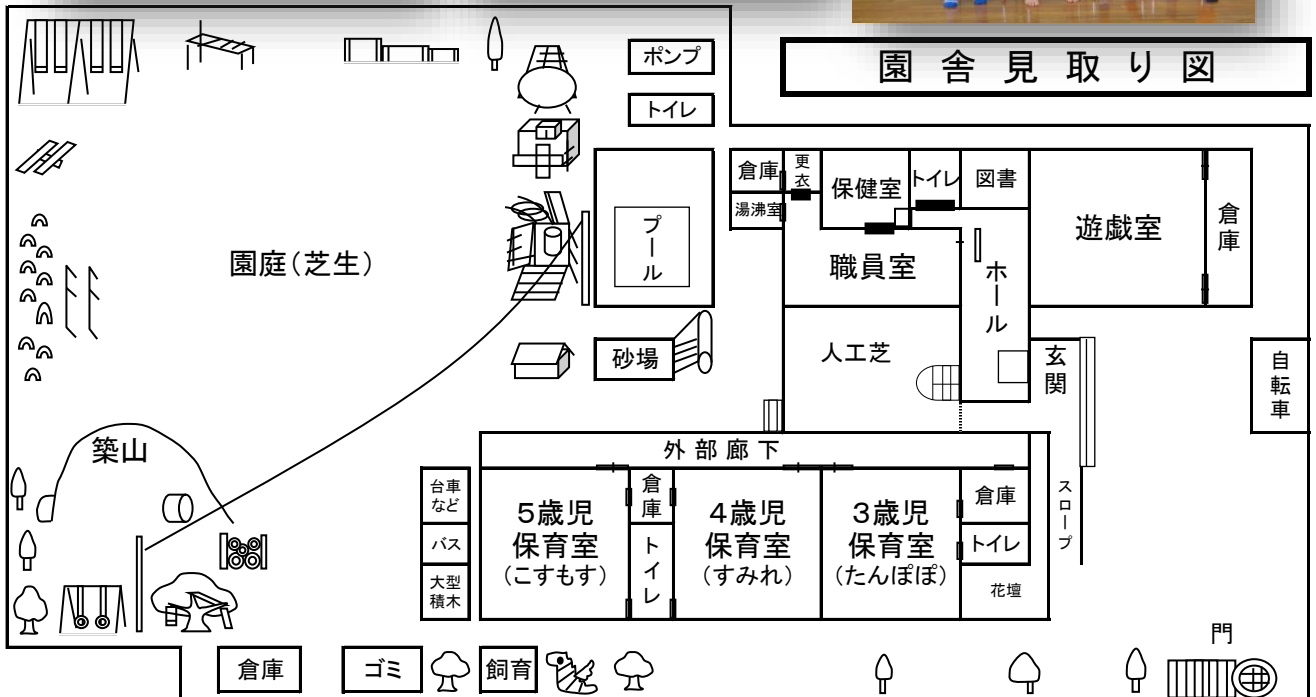 園舎見取り図
ポンプ
トイレ
プール
倉庫
更衣
保健室
トイレ
図書
湯沸室
遊戯室
倉庫
園庭(芝生)
職員室
ホール
砂場
人工芝
玄関
自転車
築山
外部廊下
台車
など
バス
大型
積木
5歳児
保育室
(こすもす)
倉庫
トイレ
4歳児
保育室
(すみれ)
3歳児
保育室
(たんぽぽ)
倉庫
トイレ
花壇
スロープ
門
倉庫
ゴミ
飼育